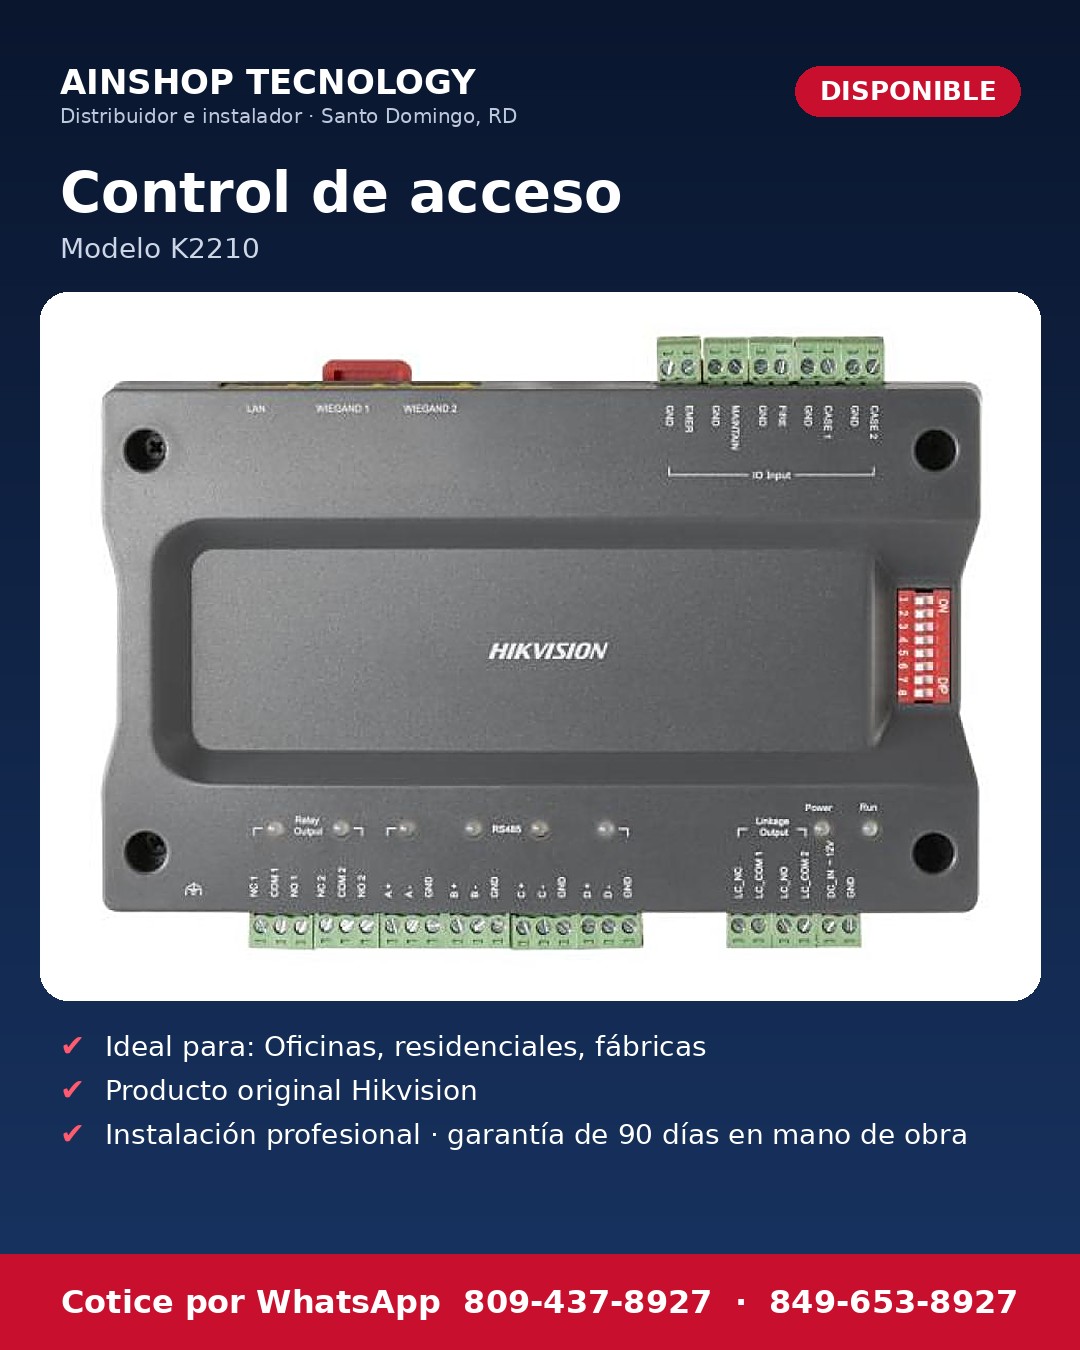 AINSHOP TECNOLOGY
Distribuidor e instalador · Santo Domingo, RD
DISPONIBLE
Control de acceso
Modelo K2210
LAN
WIEGAND 1
WIEGAND 2
GND
EMER
GND
MAINTAIN
GND
FIRE
GND
CASE 1
GND
CASE 2
IO Input
HIKVISION
ON
1
2
3
4
5
6
7
8
DIP
Power
Run
Relay
Output
RS485
Linkage
Output
NC 1
COM 1
NO 1
NC 2
COM 2
NO 2
A +
A -
GND
B +
B -
GND
C +
C -
GND
D +
D -
GND
LC_NC
LC_COM 1
LC_NO
LC_COM 2
DC_IN - 12V
GND
✔ Ideal para: Oficinas, residenciales, fábricas
✔ Producto original Hikvision
✔ Instalación profesional · garantía de 90 días en mano de obra
Cotice por WhatsApp 809-437-8927 · 849-653-8927